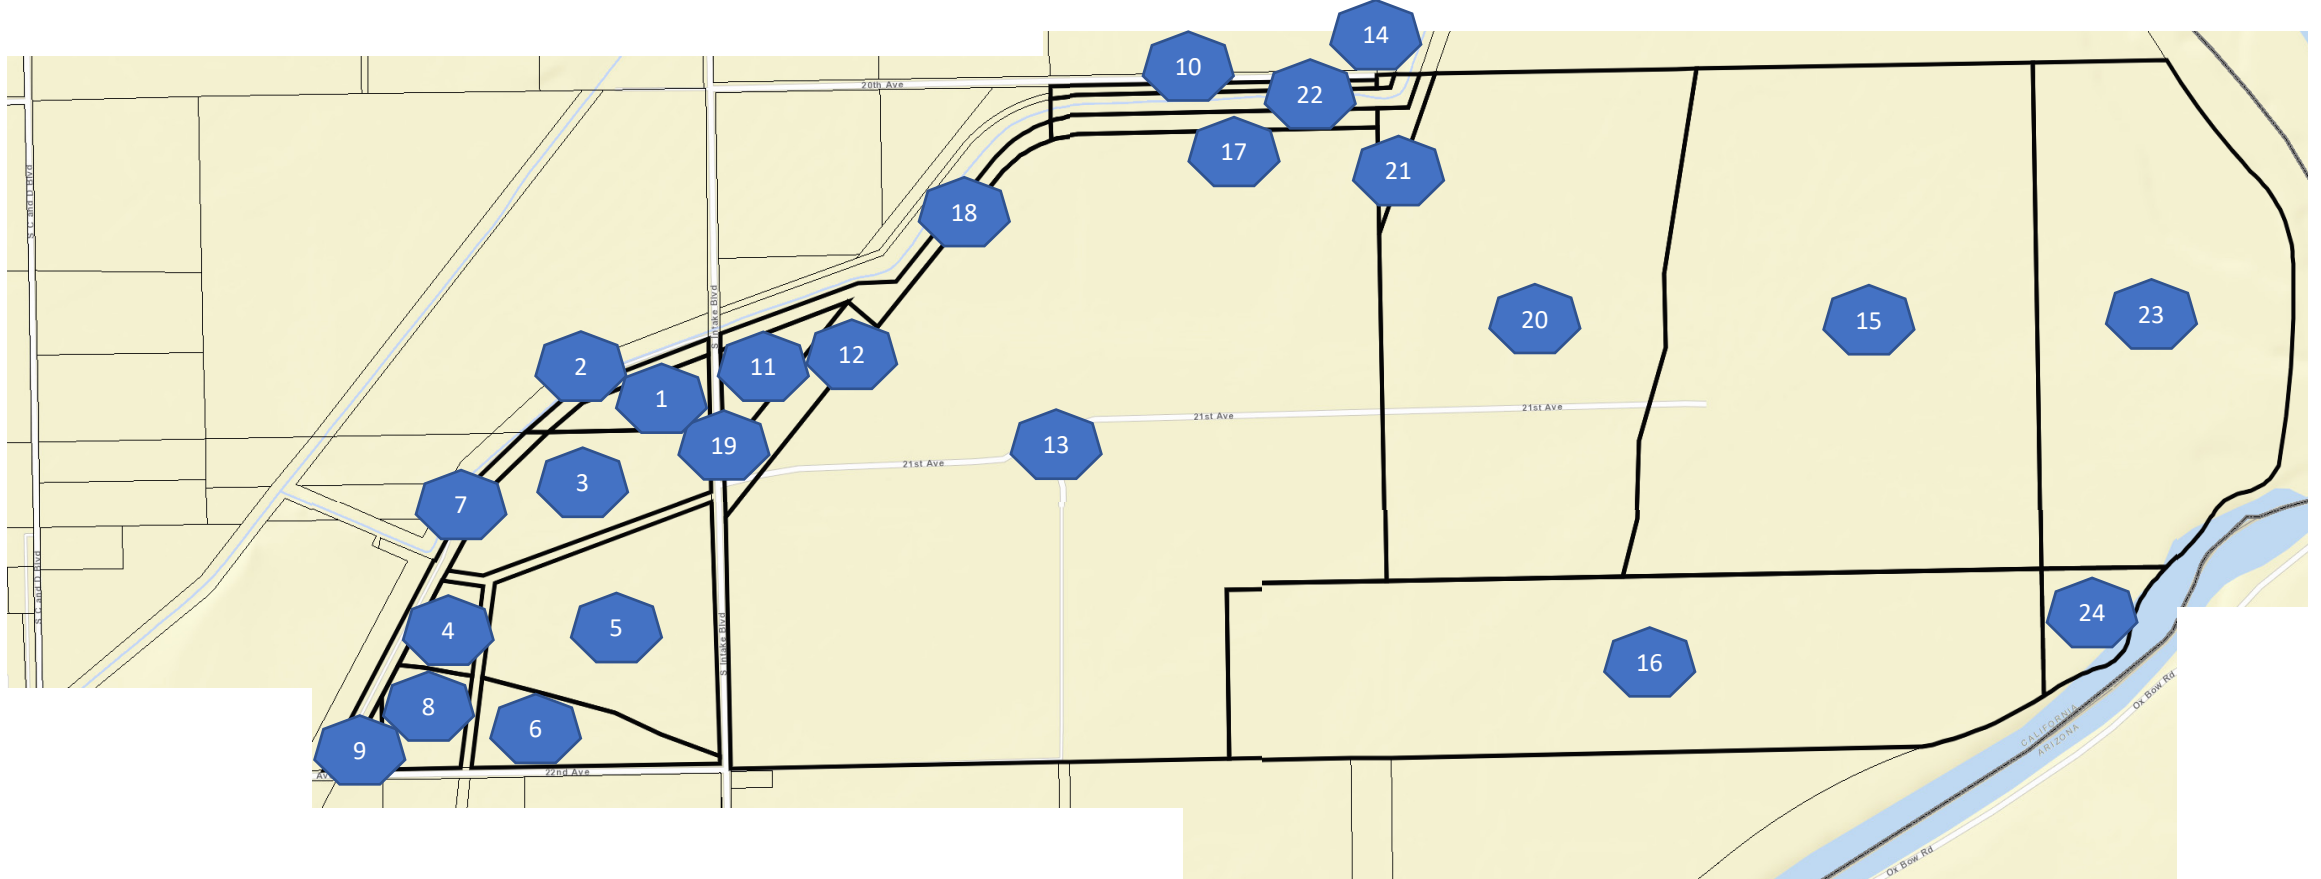 14
10
20th Ave
22
17
21
S C and D Blvd
18
S Intake Blvd
20
15
23
2
11
12
1
21st Ave
21st Ave
19
13
21st Ave
3
7
S C and D Blvd
4
5
24
S Intake Blvd
16
8
6
9
Ox Bow Rd
CALIFORNIA
ARIZONA
Ave
22nd Ave
Ox Bow Rd